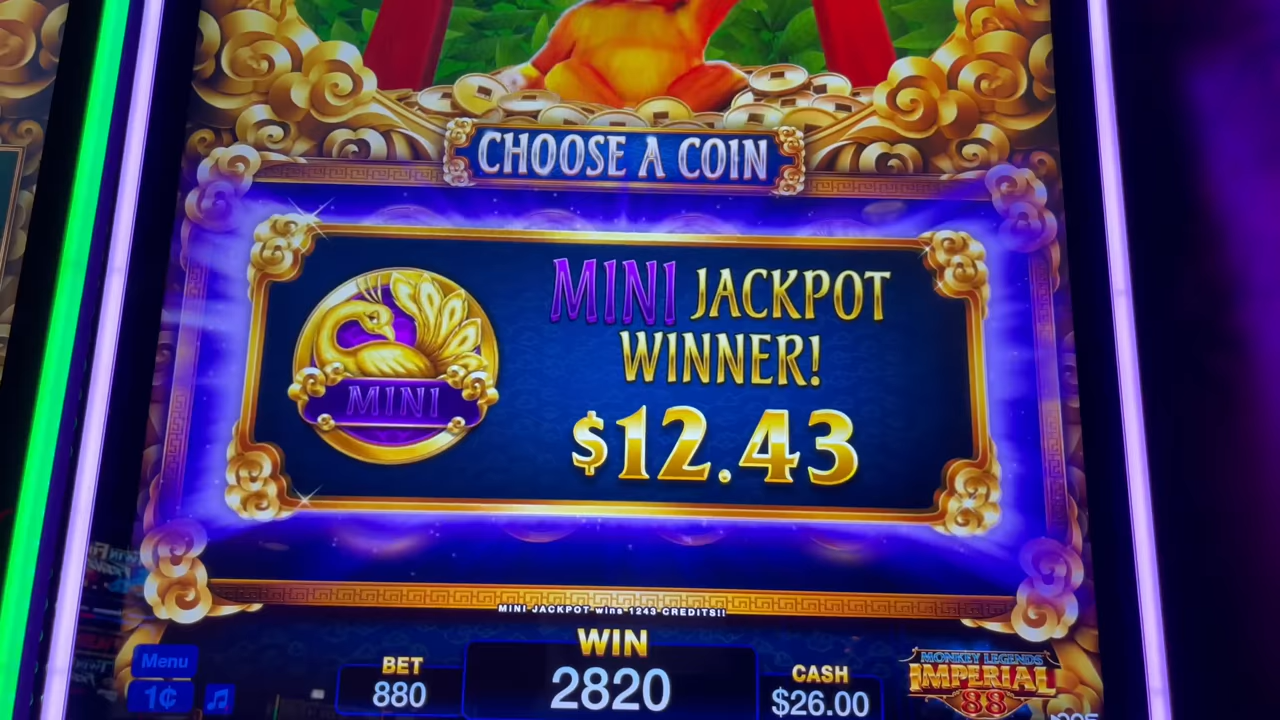 CHOOSE A COIN
MINI JACKPOT
WINNER!
MINI
$12.43
MINI JACKPOT wins 1243 CREDITS!!
Menu
1¢
BET
880
WIN
2820
CASH
$26.00
MONKEY LEGENDS
IMPERIAL
88